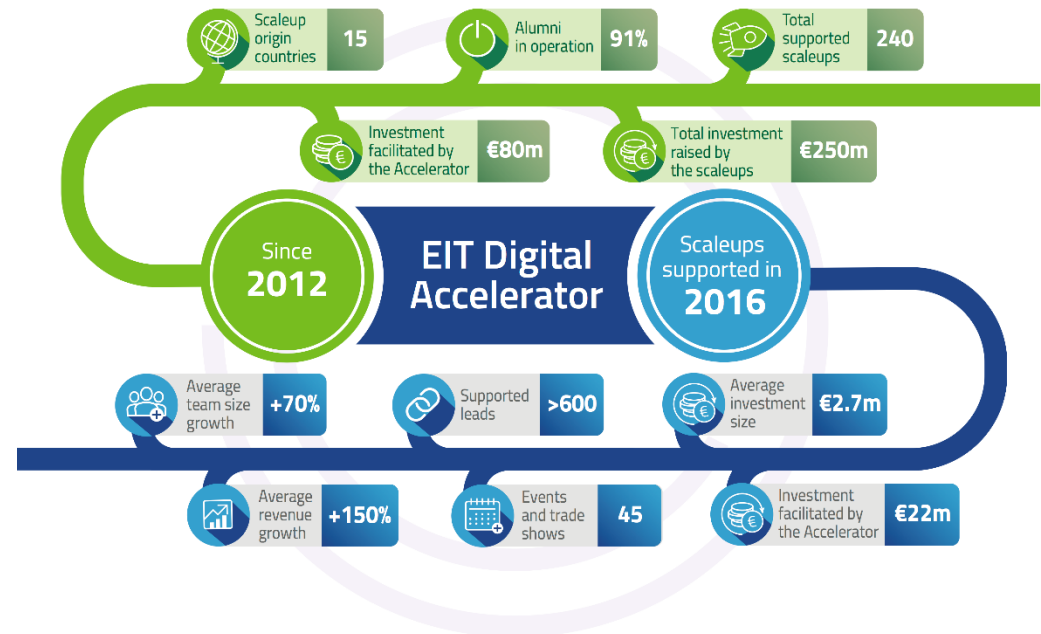 Scaleup
origin
countries
15
Alumni
in operation
91%
Total
supported
scaleups
240
Investment
facilitated by
the Accelerator
€80m
Total investment
raised by
the scaleups
€250m
Since
2012
EIT Digital
Accelerator
Scaleups
supported in
2016
Average
team size
growth
+70%
Supported
leads
>600
Average
investment
size
€2.7m
Average
revenue
growth
+150%
Events
and trade
shows
45
Investment
facilitated by
the Accelerator
€22m